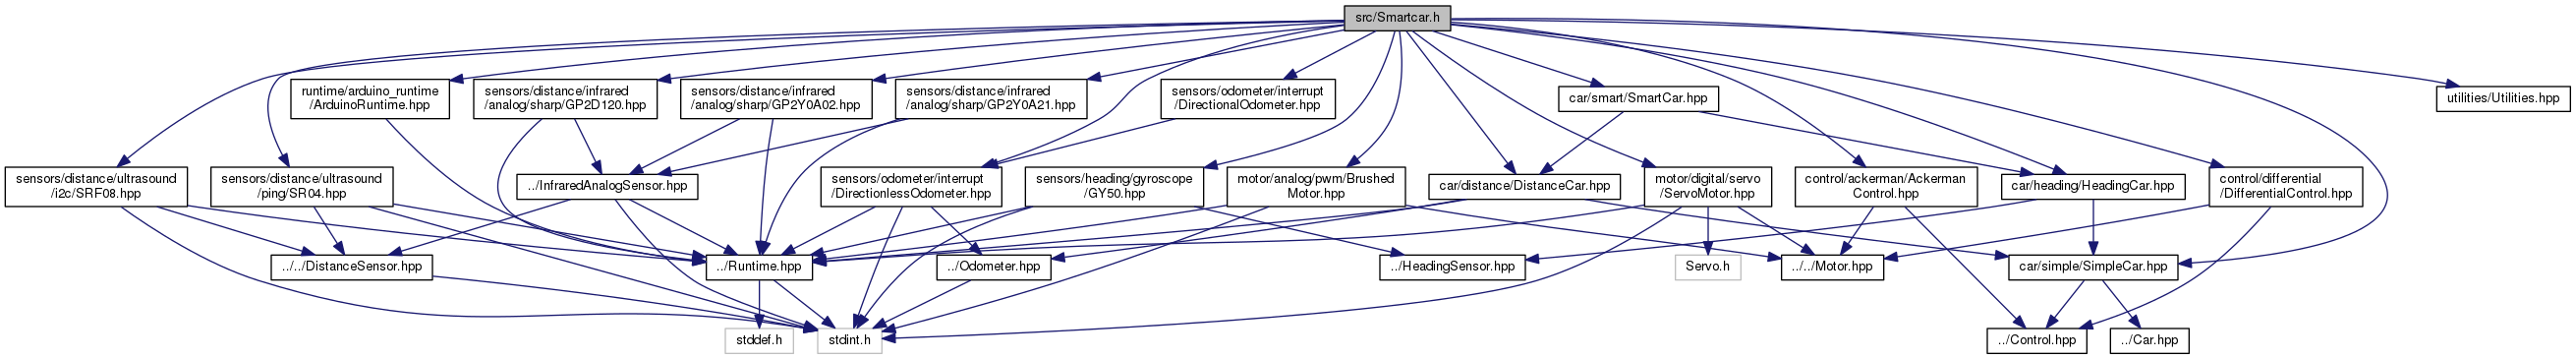 src/Smartcar.h
runtime/arduino_runtime
/ArduinoRuntime.hpp
sensors/distance/infrared
/analog/sharp/GP2D120.hpp
sensors/distance/infrared
/analog/sharp/GP2Y0A02.hpp
sensors/distance/infrared
/analog/sharp/GP2Y0A21.hpp
sensors/odometer/interrupt
/DirectionalOdometer.hpp
car/smart/SmartCar.hpp
utilities/Utilities.hpp
sensors/distance/ultrasound
/i2c/SRF08.hpp
sensors/distance/ultrasound
/ping/SR04.hpp
../InfraredAnalogSensor.hpp
sensors/odometer/interrupt
/DirectionlessOdometer.hpp
sensors/heading/gyroscope
/GY50.hpp
motor/analog/pwm/Brushed
Motor.hpp
car/distance/DistanceCar.hpp
motor/digital/servo
/ServoMotor.hpp
control/ackerman/Ackerman
Control.hpp
car/heading/HeadingCar.hpp
control/differential
/DifferentialControl.hpp
../../DistanceSensor.hpp
../Runtime.hpp
../Odometer.hpp
../HeadingSensor.hpp
Servo.h
../../Motor.hpp
car/simple/SimpleCar.hpp
stddef.h
stdint.h
../Control.hpp
../Car.hpp